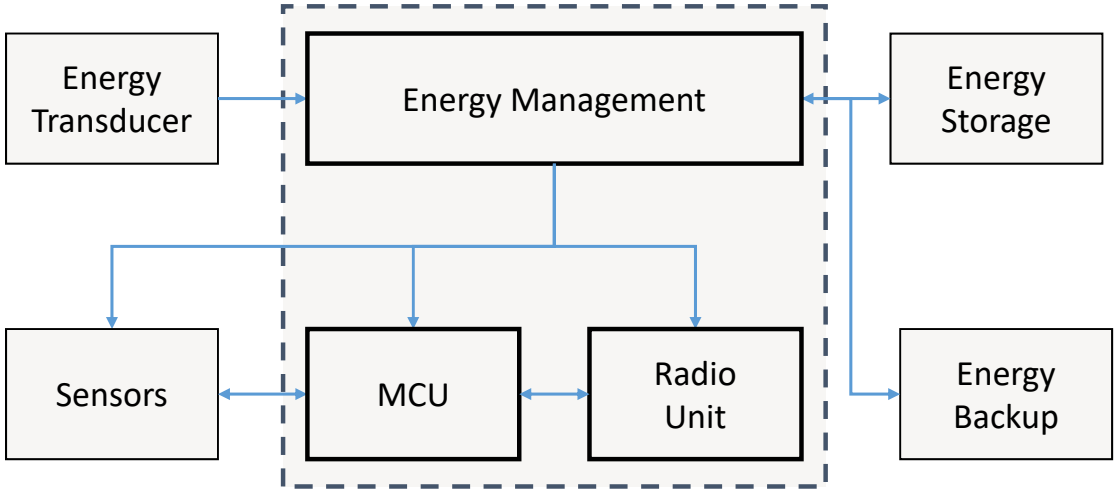 Energy
Transducer
Energy Management
Energy
Storage
Sensors
MCU
Radio
Unit
Energy
Backup